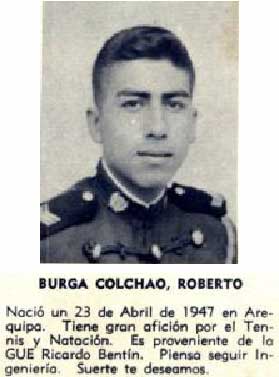 BURGA COLCHAO, ROBERTO
Nació un 23 de Abril de 1947 en Are-
quipa. Tiene gran afición por el Ten-
nis y Natación. Es proveniente de la
GUE Ricardo Bentín. Piensa seguir In-
geniería. Suerte te deseamos.